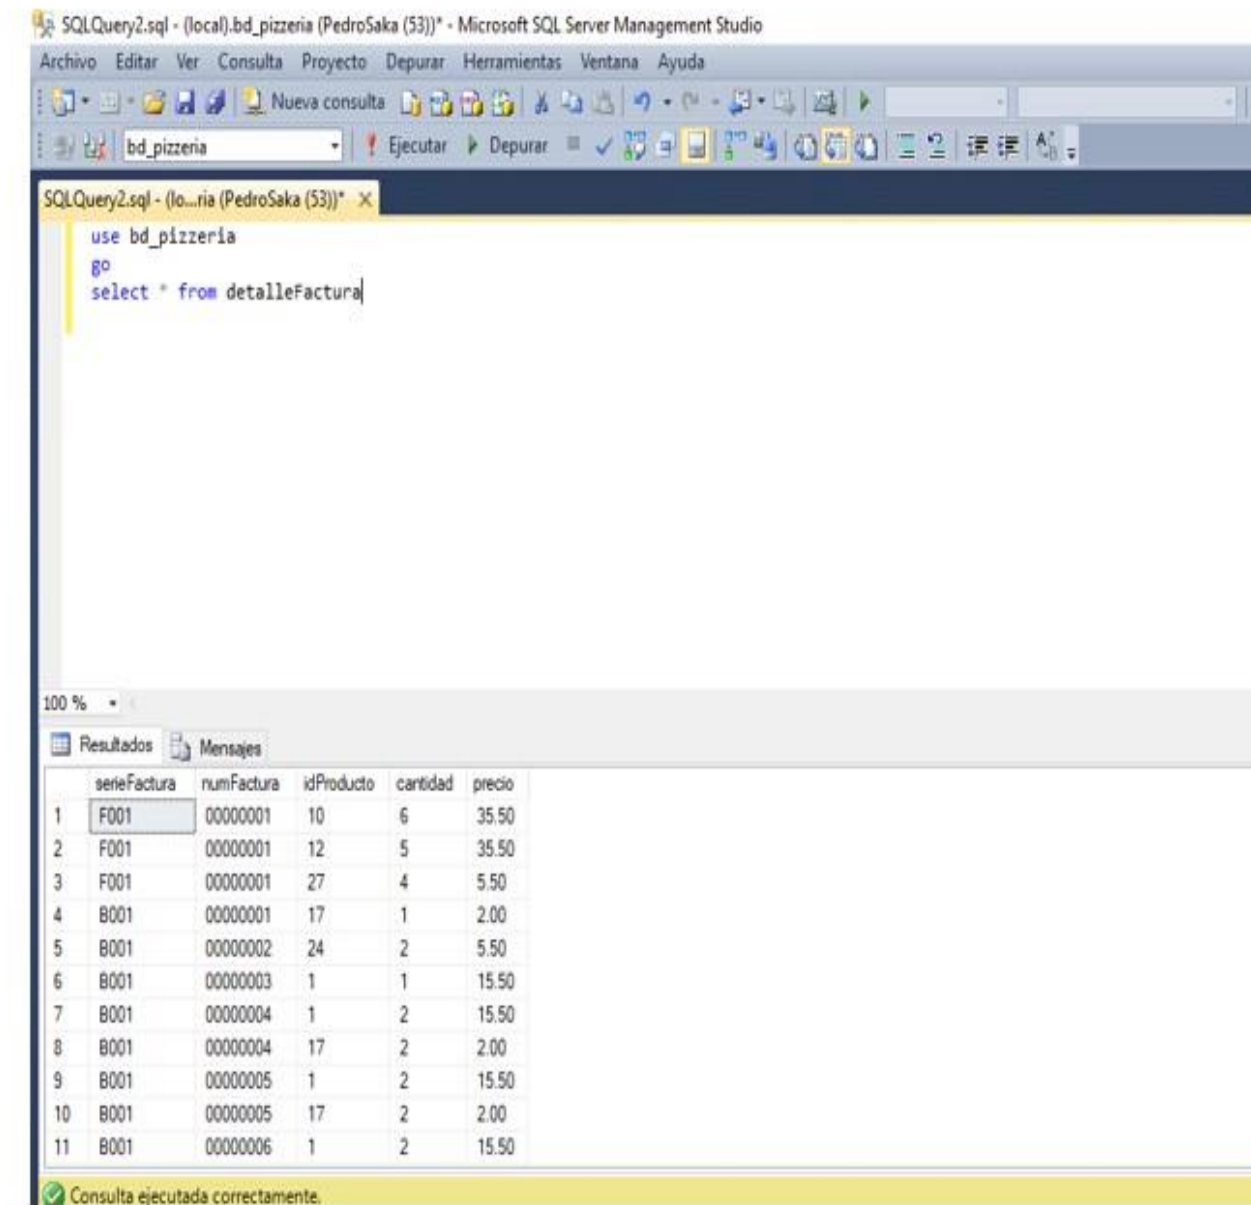 SQLQuery2.sql - (local).bd_pizzeria (PedroSaka (53))* - Microsoft SQL Server Management Studio
Archivo Editar Ver Consulta Proyecto Depurar Herramientas Ventana Ayuda
Nueva consulta
bd_pizzeria Ejecutar Depurar
SQLQuery2.sql - (lo...ria (PedroSaka (53))*
use bd_pizzeria
go
select * from detalleFactura
100 %
Resultados Mensajes
serieFactura numFactura idProducto cantidad precio
1 F001 00000001 10 6 35.50
2 F001 00000001 12 5 35.50
3 F001 00000001 27 4 5.50
4 B001 00000001 17 1 2.00
5 B001 00000002 24 2 5.50
6 B001 00000003 1 1 15.50
7 B001 00000004 1 2 15.50
8 B001 00000004 17 2 2.00
9 B001 00000005 1 2 15.50
10 B001 00000005 17 2 2.00
11 B001 00000006 1 2 15.50
Consulta ejecutada correctamente.